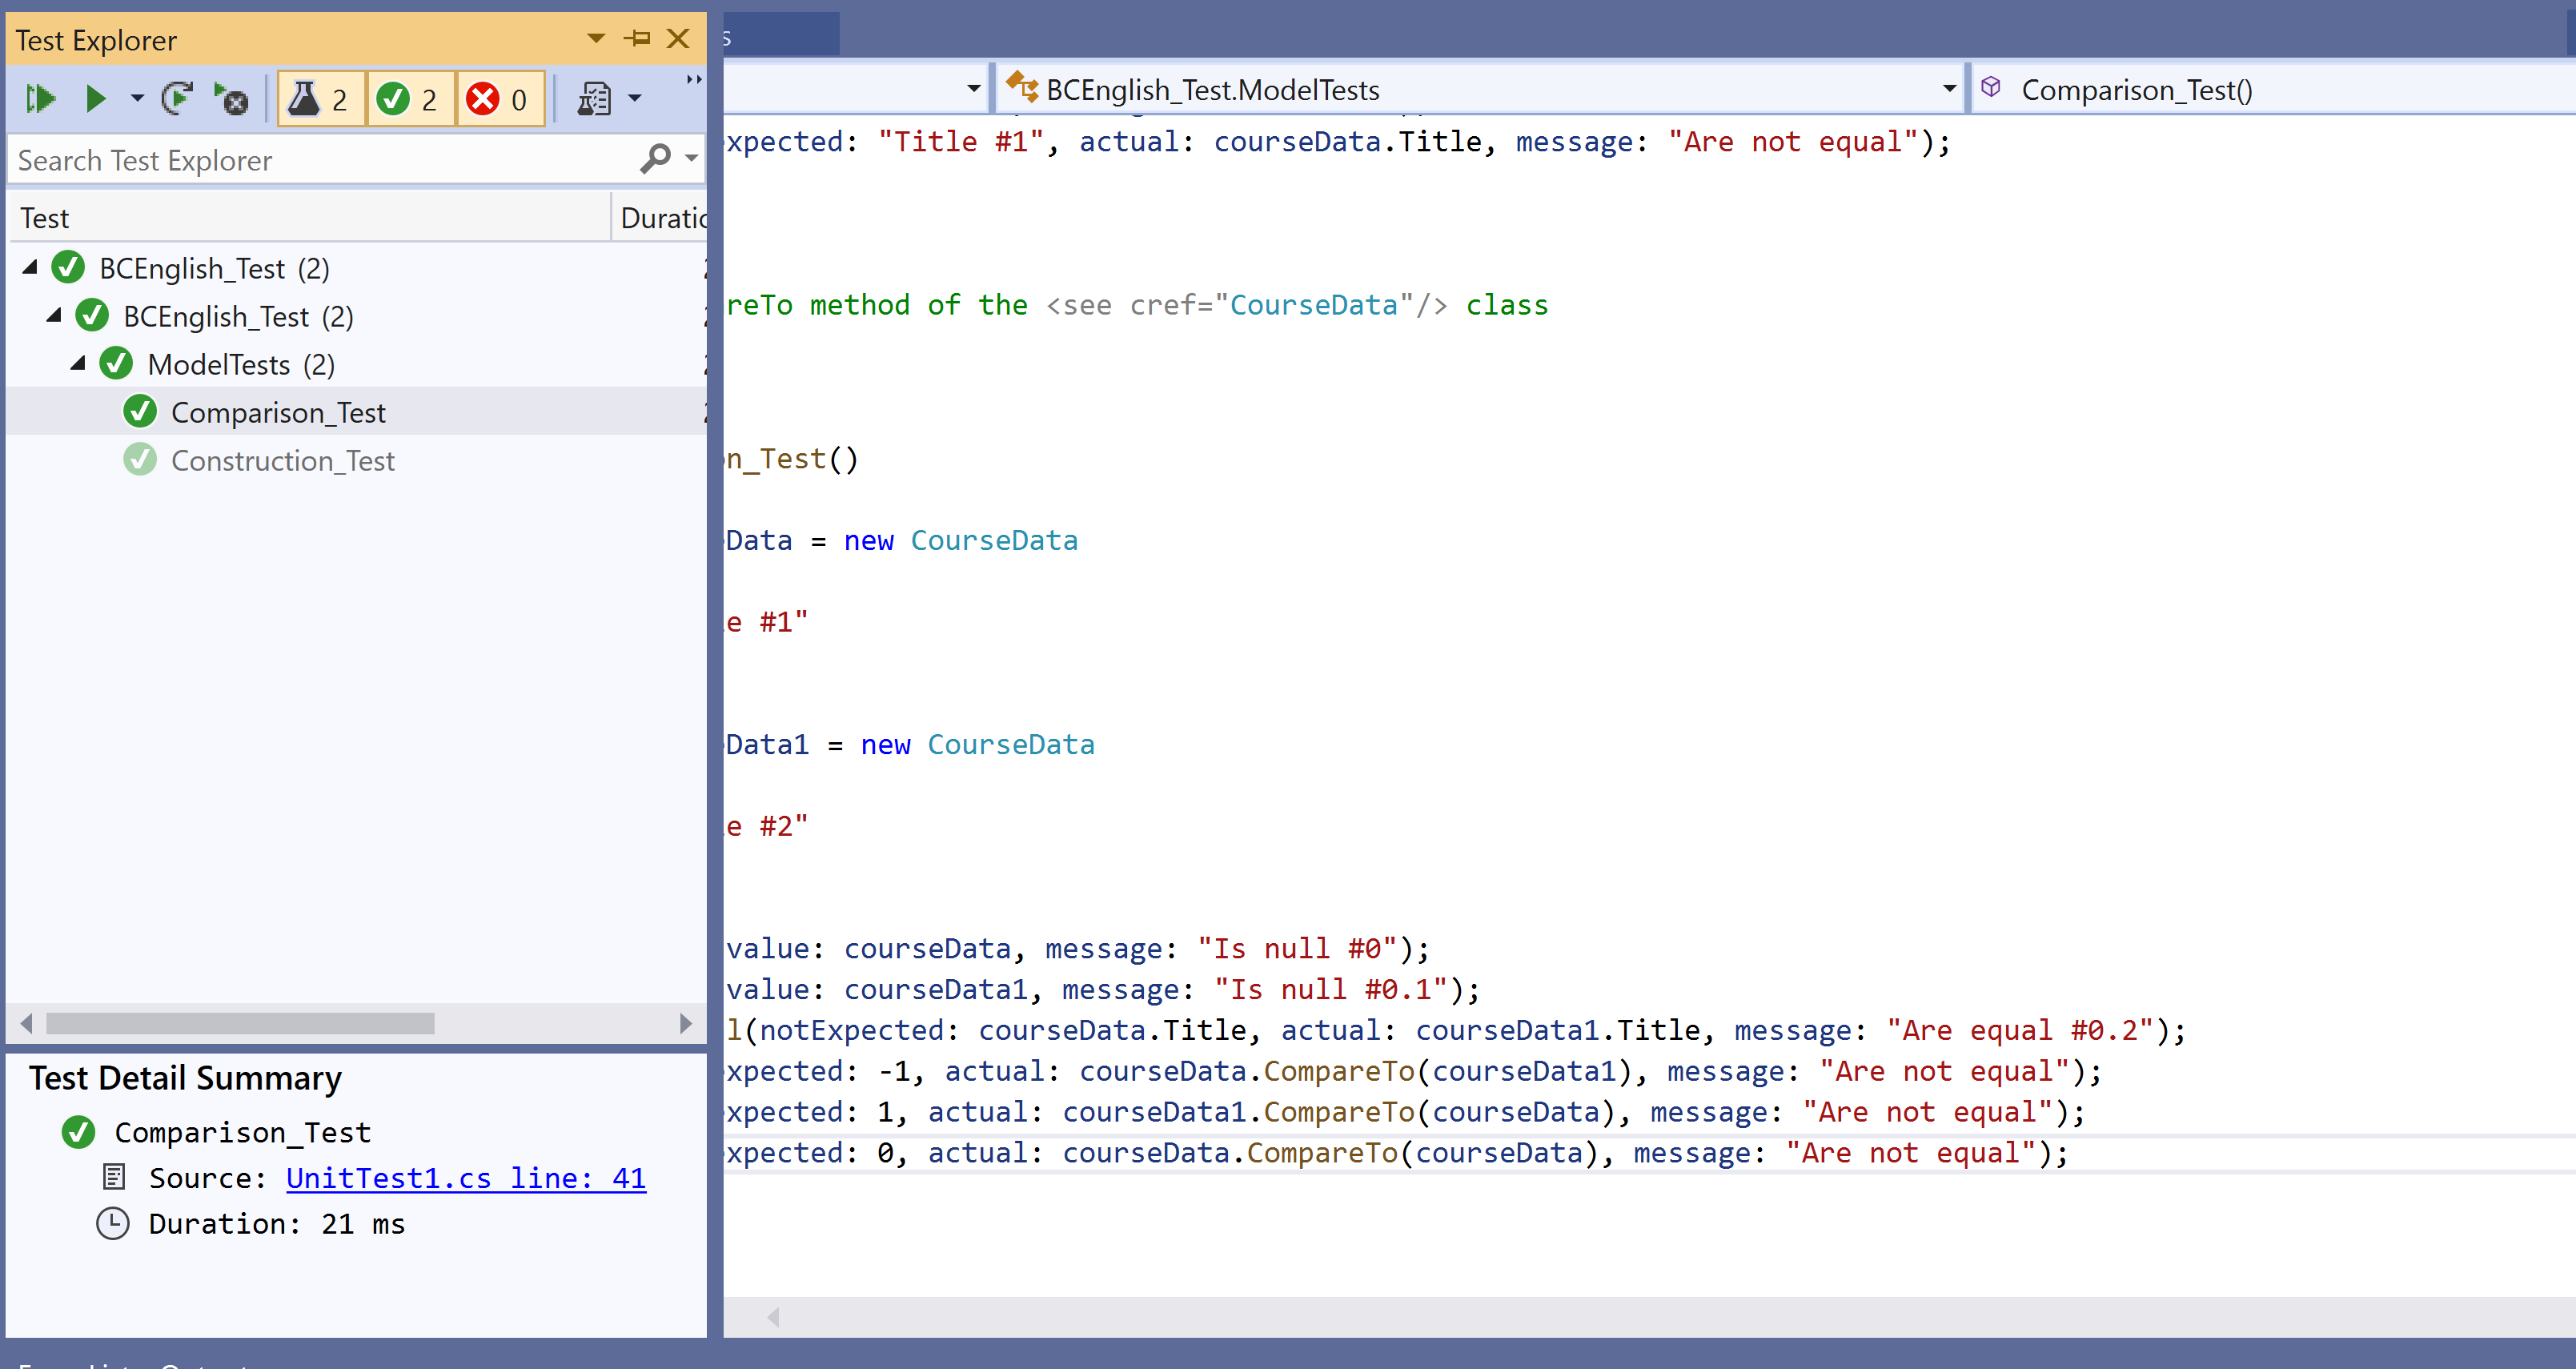 Test Explorer
2 2 0
Search Test Explorer
Test
BCEnglish_Test (2)
BCEnglish_Test (2)
ModelTests (2)
Comparison_Test
Construction_Test
Test Detail Summary
Comparison_Test
Source: UnitTest1.cs line: 41
Duration: 21 ms
BCEnglish_Test.ModelTests
Comparison_Test()
xpected: "Title #1", actual: courseData.Title, message: "Are not equal");
reTo method of the <see cref="CourseData"/> class
n_Test()
Data = new CourseData
e #1"
Data1 = new CourseData
e #2"
value: courseData, message: "Is null #0");
value: courseData1, message: "Is null #0.1");
l(notExpected: courseData.Title, actual: courseData1.Title, message: "Are equal #0.2");
xpected: -1, actual: courseData.CompareTo(courseData1), message: "Are not equal");
xpected: 1, actual: courseData1.CompareTo(courseData), message: "Are not equal");
xpected: 0, actual: courseData.CompareTo(courseData), message: "Are not equal");